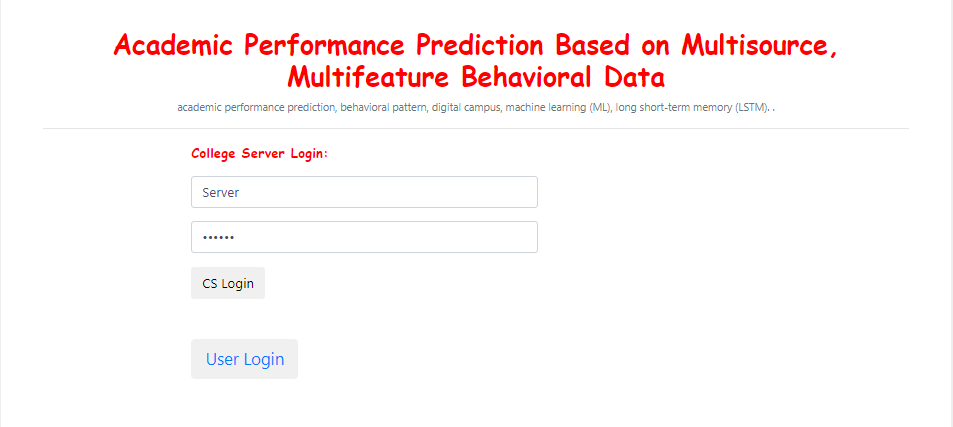 Academic Performance Prediction Based on Multisource,
Multifeature Behavioral Data
academic performance prediction, behavioral pattern, digital campus, machine learning (ML), long short-term memory (LSTM). .
College Server Login:
Server
••••••
CS Login
User Login